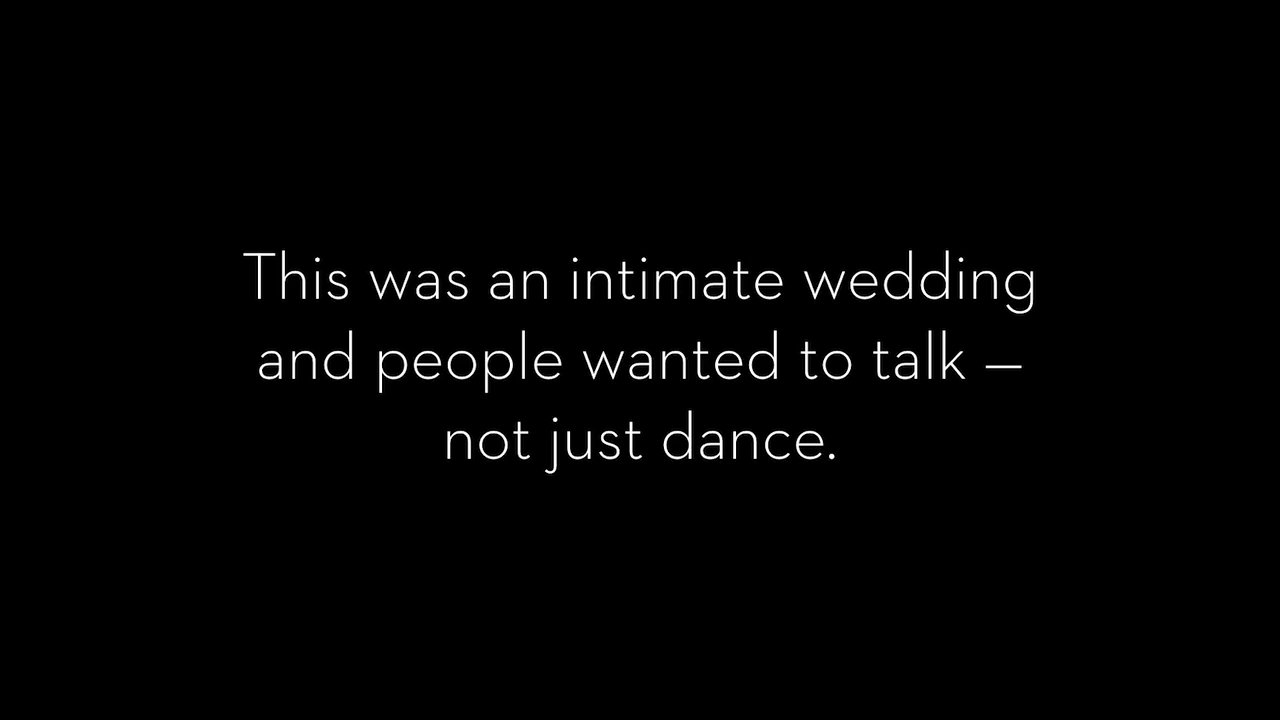 This was an intimate wedding
and people wanted to talk —
not just dance.